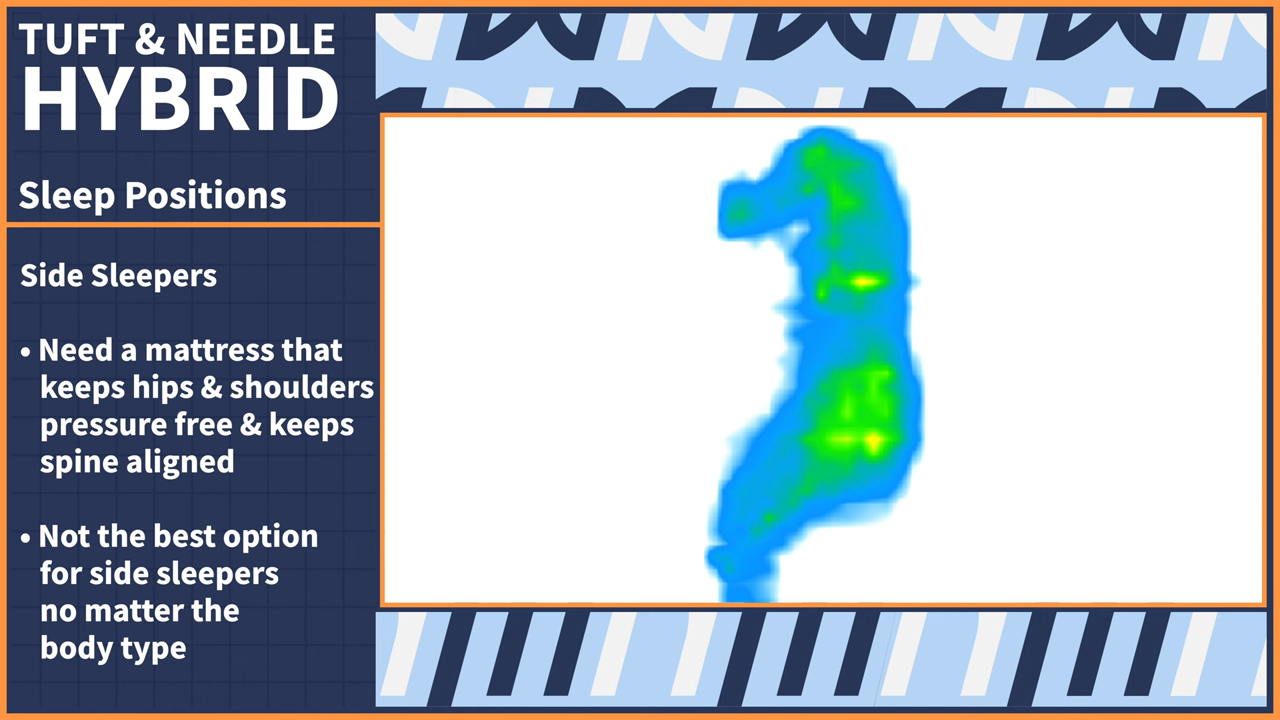 TUFT & NEEDLE
HYBRID
Sleep Positions
Side Sleepers
• Need a mattress that
keeps hips & shoulders
pressure free & keeps
spine aligned
• Not the best option
for side sleepers
no matter the
body type